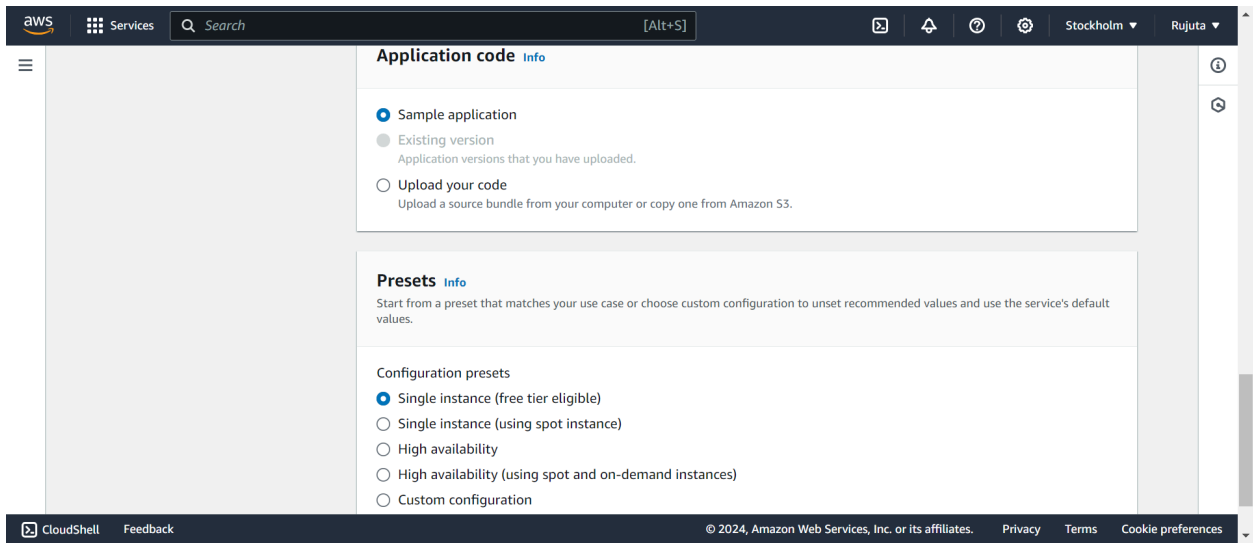 aws
Services
Search
[Alt+S]
Stockholm
Rujuta
Application code Info
Sample application
Existing version
Application versions that you have uploaded.
Upload your code
Upload a source bundle from your computer or copy one from Amazon S3.
Presets Info
Start from a preset that matches your use case or choose custom configuration to unset recommended values and use the service's default
values.
Configuration presets
Single instance (free tier eligible)
Single instance (using spot instance)
High availability
High availability (using spot and on-demand instances)
Custom configuration
CloudShell
Feedback
© 2024, Amazon Web Services, Inc. or its affiliates.
Privacy
Terms
Cookie preferences